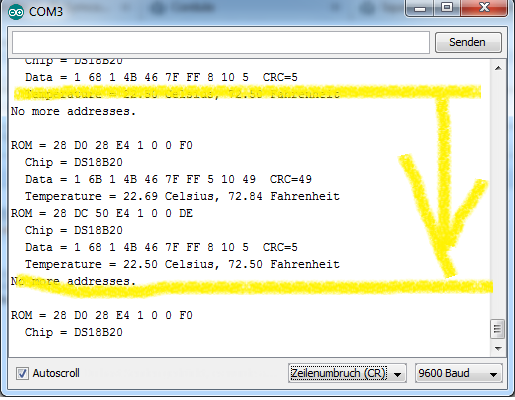 COM3
Senden
Chip = DS18B20
Data = 1 68 1 4B 46 7F FF 8 10 5  CRC=5
Temperature = 22.50 Celsius, 72.50 Fahrenheit
No more addresses.
ROM = 28 D0 28 E4 1 0 0 F0
Chip = DS18B20
Data = 1 6B 1 4B 46 7F FF 5 10 49  CRC=49
Temperature = 22.69 Celsius, 72.84 Fahrenheit
ROM = 28 DC 50 E4 1 0 0 DE
Chip = DS18B20
Data = 1 68 1 4B 46 7F FF 8 10 5  CRC=5
Temperature = 22.50 Celsius, 72.50 Fahrenheit
No more addresses.
ROM = 28 D0 28 E4 1 0 0 F0
Chip = DS18B20
Autoscroll
Zeilenumbruch (CR)
9600 Baud